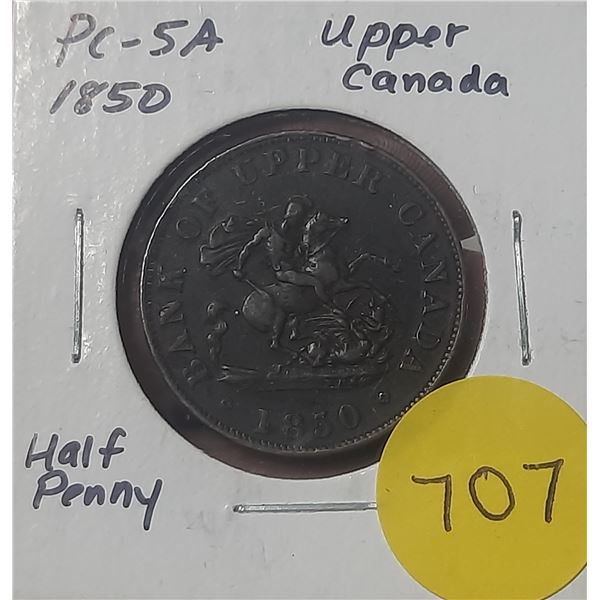 PC-5A
1850
Upper
Canada
BANK OF UPPER CANADA
1850
Half
Penny
707